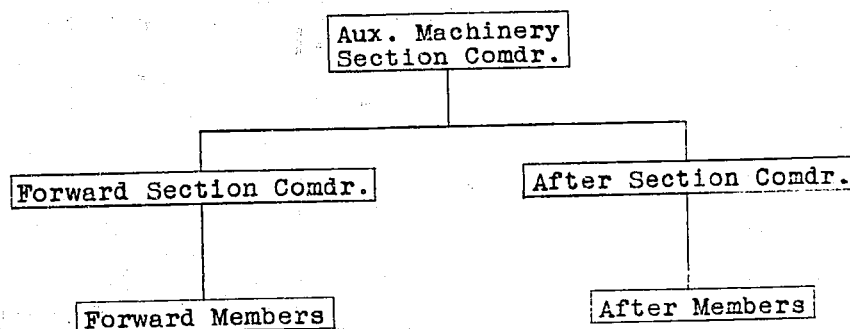 Aux. Machinery
Section Comdr.
Forward Section Comdr.
After Section Comdr.
Forward Members
After Members